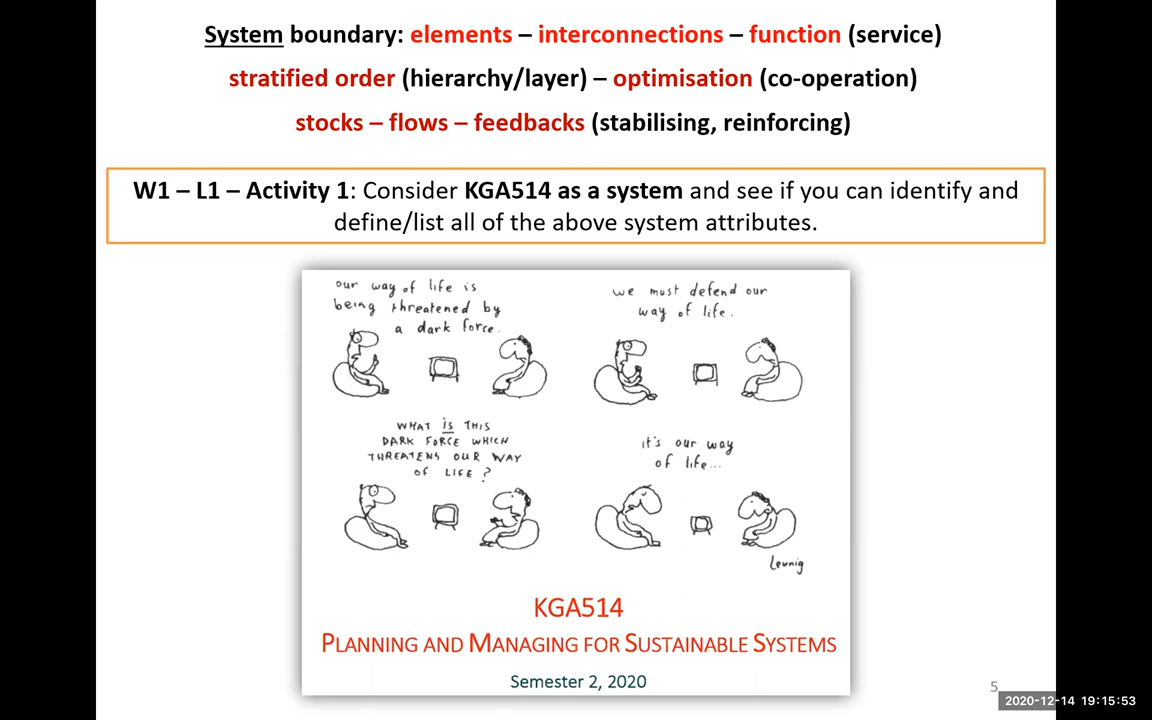 System boundary: elements – interconnections – function (service)
stratified order (hierarchy/layer) – optimisation (co-operation)
stocks – flows – feedbacks (stabilising, reinforcing)
W1 – L1 – Activity 1: Consider KGA514 as a system and see if you can identify and
define/list all of the above system attributes.
our way of life is
being threatened by
a dark force.
we must defend our
way of life.
WHAT IS THIS
DARK FORCE WHICH
THREATENS OUR WAY
OF LIFE?
it's our way
of life...
Leunig
KGA514
PLANNING AND MANAGING FOR SUSTAINABLE SYSTEMS
Semester 2, 2020
5
2020-12-14 19:15:53